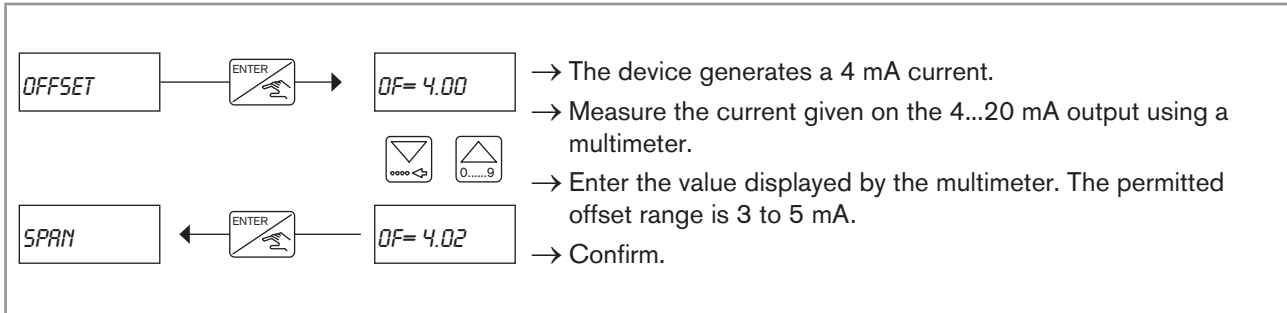 OFFSET
ENTER
OF= 4.00
0......9
SPAN
ENTER
OF= 4.02
→ The device generates a 4 mA current.
→ Measure the current given on the 4...20 mA output using a
multimeter.
→ Enter the value displayed by the multimeter. The permitted
offset range is 3 to 5 mA.
→ Confirm.